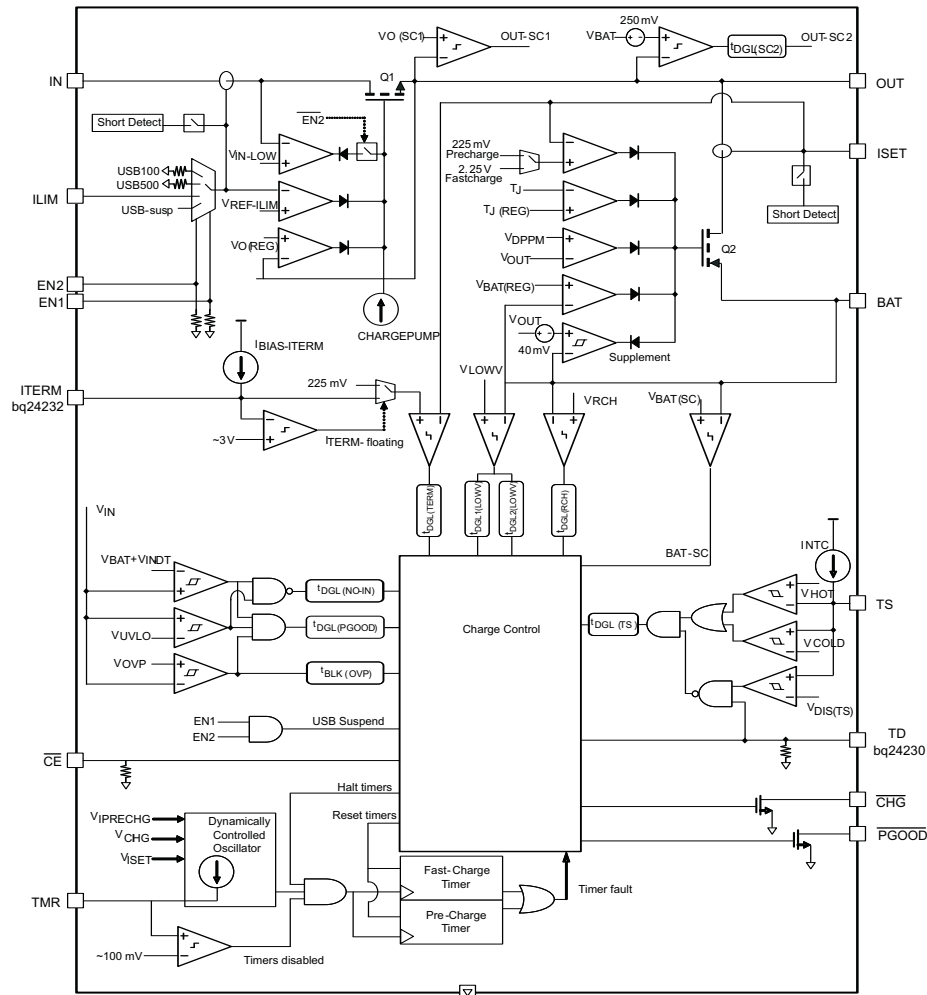 250 mV
VO (SC1)
OUT-SC1
VBAT
tDGL(SC2)
OUT-SC2
IN
Q1
OUT
Short Detect
EN2
VIN-LOW
225 mV
Precharge
2.25V
Fastcharge
ISET
USB100
USB500
ILIM
USB-susp
VREF-ILIM
TJ
TJ (REG)
Short Detect
VO(REG)
VDPPM
VOUT
Q2
EN2
EN1
VBAT(REG)
BAT
CHARGEPUMP
VOUT
40mV
Supplement
IBIAS-ITERM
VLOWV
ITERM
bq24232
225 mV
VRCH
VBAT(SC)
~3V
ITERM- floating
tDGL(TERM)
tDGL1(LOWV)
tDGL2(LOWV)
tDGL(RCH)
VIN
BAT-SC
INTC
VBAT+VINDT
tDGL(NO-IN)
VHOT
TS
VUVLO
tDGL(PGOOD)
Charge Control
tDGL (TS)
VCOLD
VOVP
tBLK (OVP)
VDIS(TS)
EN1
EN2
USB Suspend
TD
bq24230
CE
Halt timers
CHG
VIPRECHG
VCHG
VISET
Dynamically
Controlled
Oscillator
Reset timers
PGOOD
Fast-Charge
Timer
Timer fault
TMR
Pre-Charge
Timer
~100 mV
Timers disabled